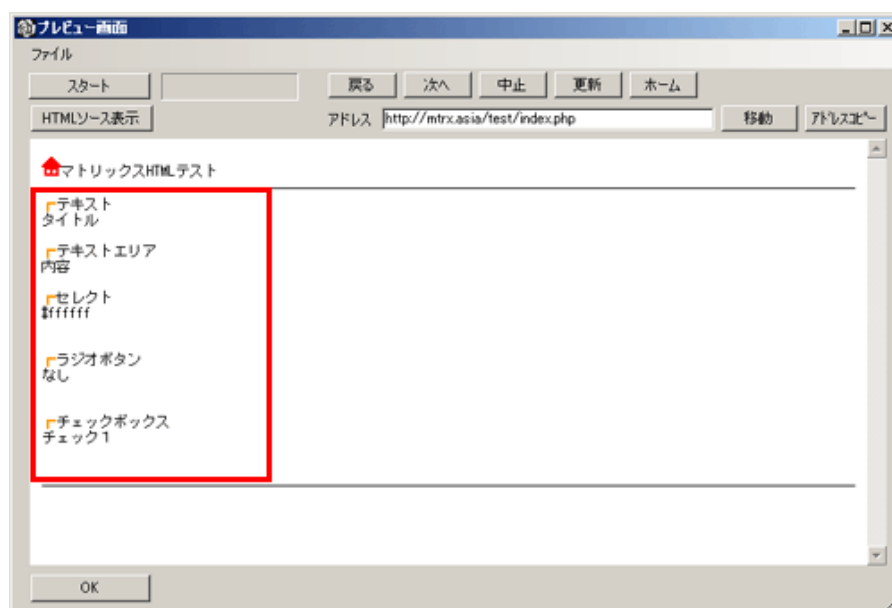 プレビュー画面
ファイル
スタート 戻る 次へ 中止 更新 ホーム
HTMLソース表示 アドレス http://mtrx.asia/test/index.php 移動 アドレスコピー
マトリックスHTMLテスト
┏テキスト
タイトル
┏テキストエリア
内容
┏セレクト
‡ffffff
┏ラジオボタン
なし
┏チェックボックス
チェック1
OK